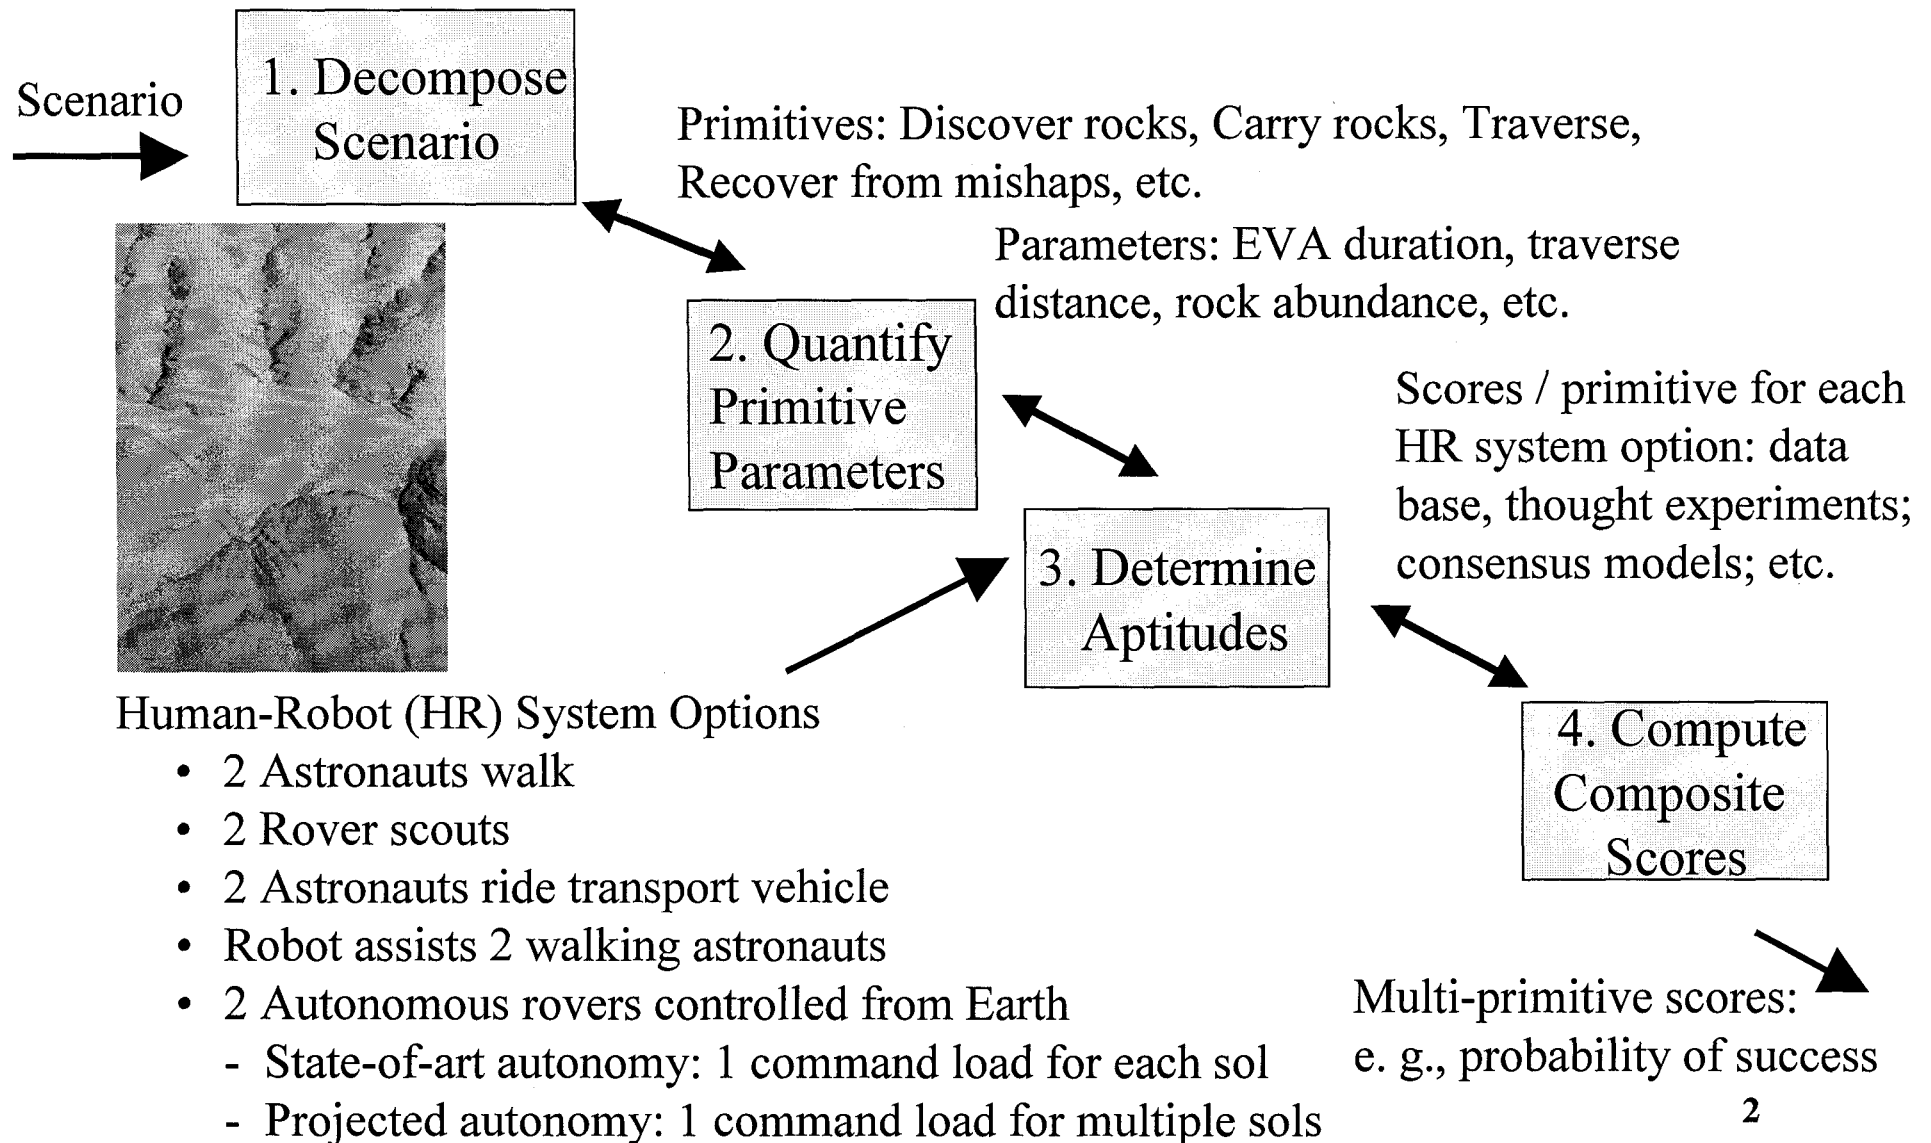 Scenario
1. Decompose
Scenario
Primitives: Discover rocks, Carry rocks, Traverse,
Recover from mishaps, etc.
Parameters: EVA duration, traverse
distance, rock abundance, etc.
2. Quantify
Primitive
Parameters
Scores / primitive for each
HR system option: data
base, thought experiments;
consensus models; etc.
3. Determine
Aptitudes
Human-Robot (HR) System Options
• 2 Astronauts walk
• 2 Rover scouts
• 2 Astronauts ride transport vehicle
• Robot assists 2 walking astronauts
• 2 Autonomous rovers controlled from Earth
- State-of-art autonomy: 1 command load for each sol
- Projected autonomy: 1 command load for multiple sols
4. Compute
Composite
Scores
Multi-primitive scores:
e. g., probability of success
2